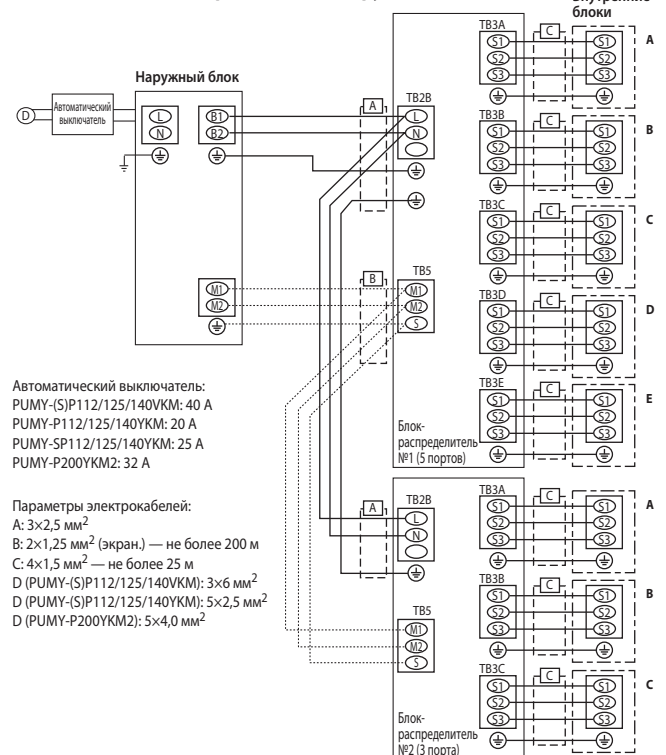 Внутренние
блоки
Наружный блок
D
Автоматический
выключатель
L
N
B1
B2
M1
M2
A
TB2B
L
N
B
TB5
M1
M2
S
TB3A
S1
S2
S3
C
S1
S2
S3
A
TB3B
S1
S2
S3
C
S1
S2
S3
B
TB3C
S1
S2
S3
C
S1
S2
S3
C
TB3D
S1
S2
S3
C
S1
S2
S3
D
TB3E
S1
S2
S3
C
S1
S2
S3
E
Блок-
распределитель
№1 (5 портов)
Автоматический выключатель:
PUMY-(S)P112/125/140VKM: 40 А
PUMY-P112/125/140YKM: 20 А
PUMY-SP112/125/140YKM: 25 А
PUMY-P200YKM2: 32 А
Параметры электрокабелей:
A: 3×2,5 мм²
B: 2×1,25 мм² (экран.) — не более 200 м
C: 4×1,5 мм² — не более 25 м
D (PUMY-(S)P112/125/140VKM): 3×6 мм²
D (PUMY-(S)P112/125/140YKM): 5×2,5 мм²
D (PUMY-P200YKM2): 5×4,0 мм²
A
TB2B
L
N
TB5
M1
M2
S
TB3A
S1
S2
S3
C
S1
S2
S3
A
TB3B
S1
S2
S3
C
S1
S2
S3
B
TB3C
S1
S2
S3
C
S1
S2
S3
C
Блок-
распределитель
№2 (3 порта)